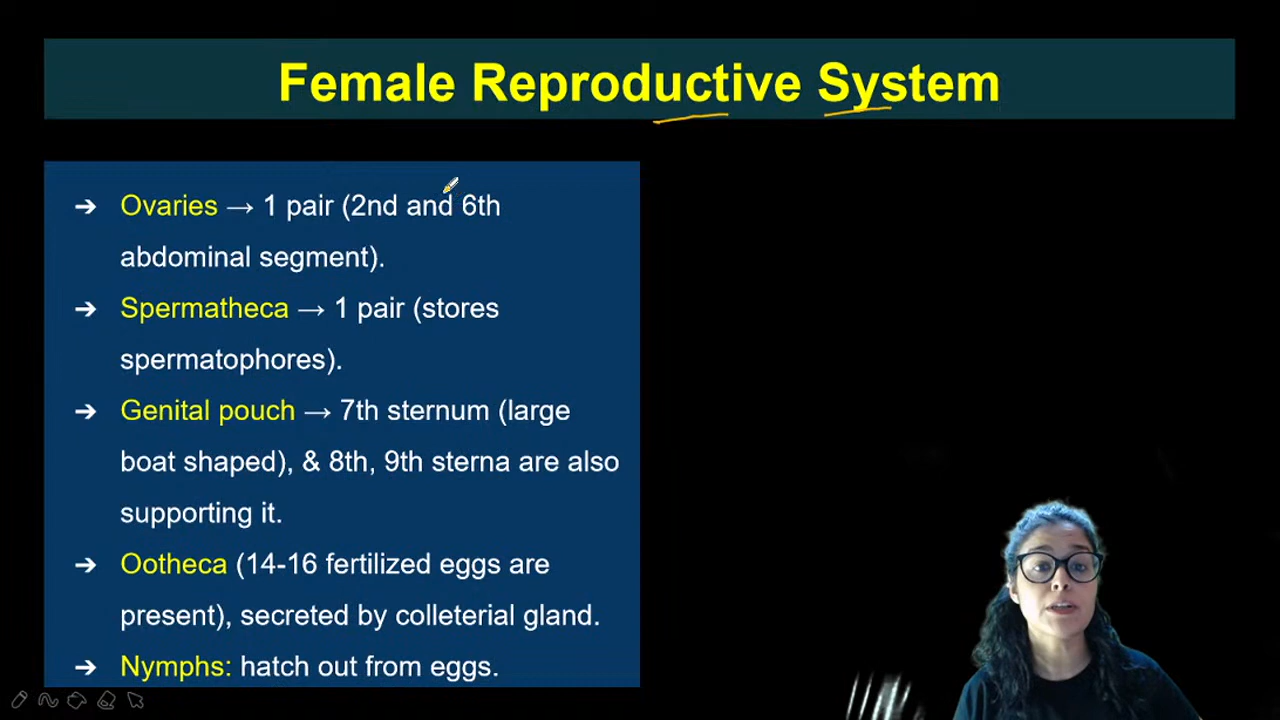 Female Reproductive System
➔ Ovaries → 1 pair (2nd and 6th
abdominal segment).
➔ Spermatheca → 1 pair (stores
spermatophores).
➔ Genital pouch → 7th sternum (large
boat shaped), & 8th, 9th sterna are also
supporting it.
➔ Ootheca (14-16 fertilized eggs are
present), secreted by colleterial gland.
➔ Nymphs: hatch out from eggs.